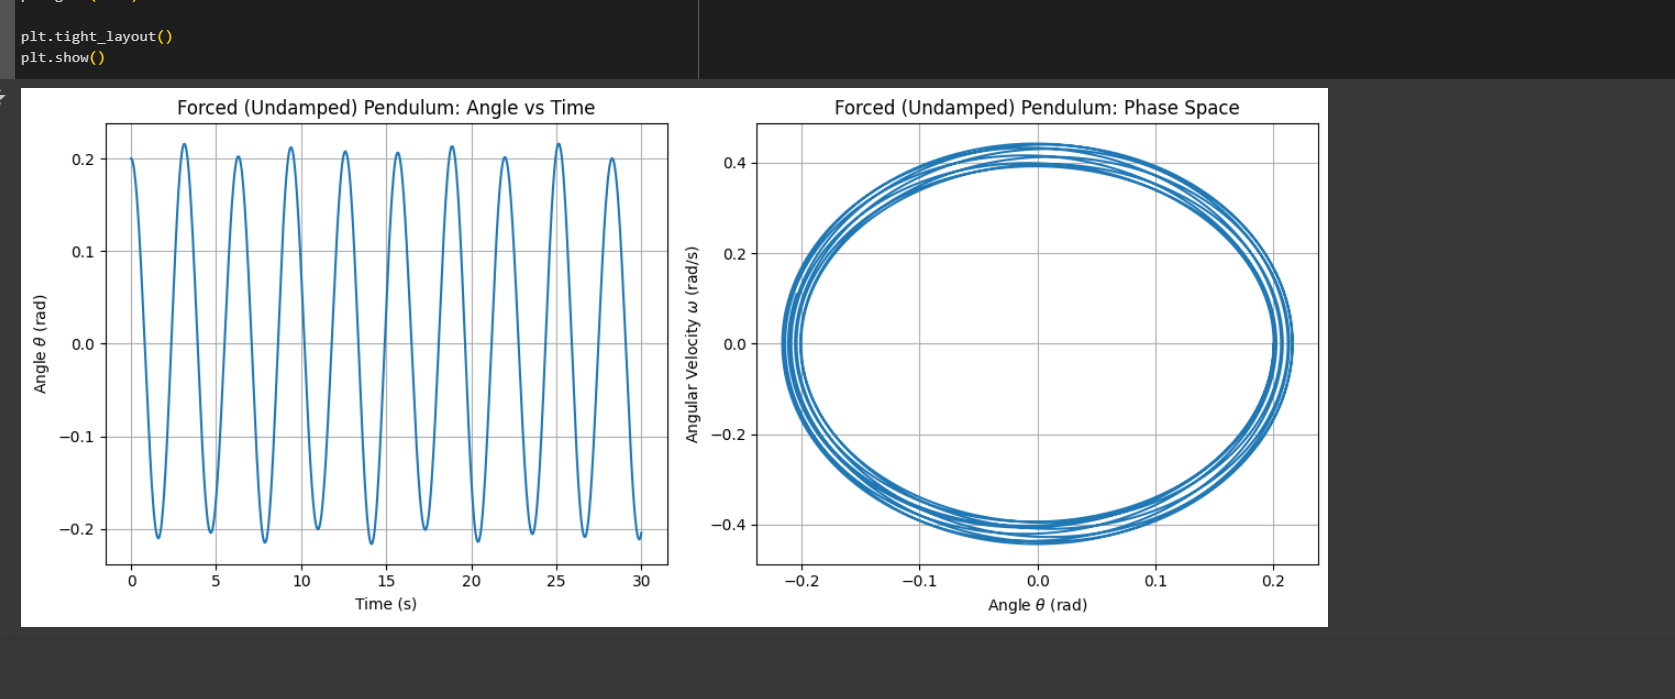 plt.tight_layout()
plt.show()
Forced (Undamped) Pendulum: Angle vs Time
Angle θ (rad)
0.2
0.1
0.0
−0.1
−0.2
0 5 10 15 20 25 30
Time (s)
Forced (Undamped) Pendulum: Phase Space
Angular Velocity ω (rad/s)
0.4
0.2
0.0
−0.2
−0.4
−0.2 −0.1 0.0 0.1 0.2
Angle θ (rad)